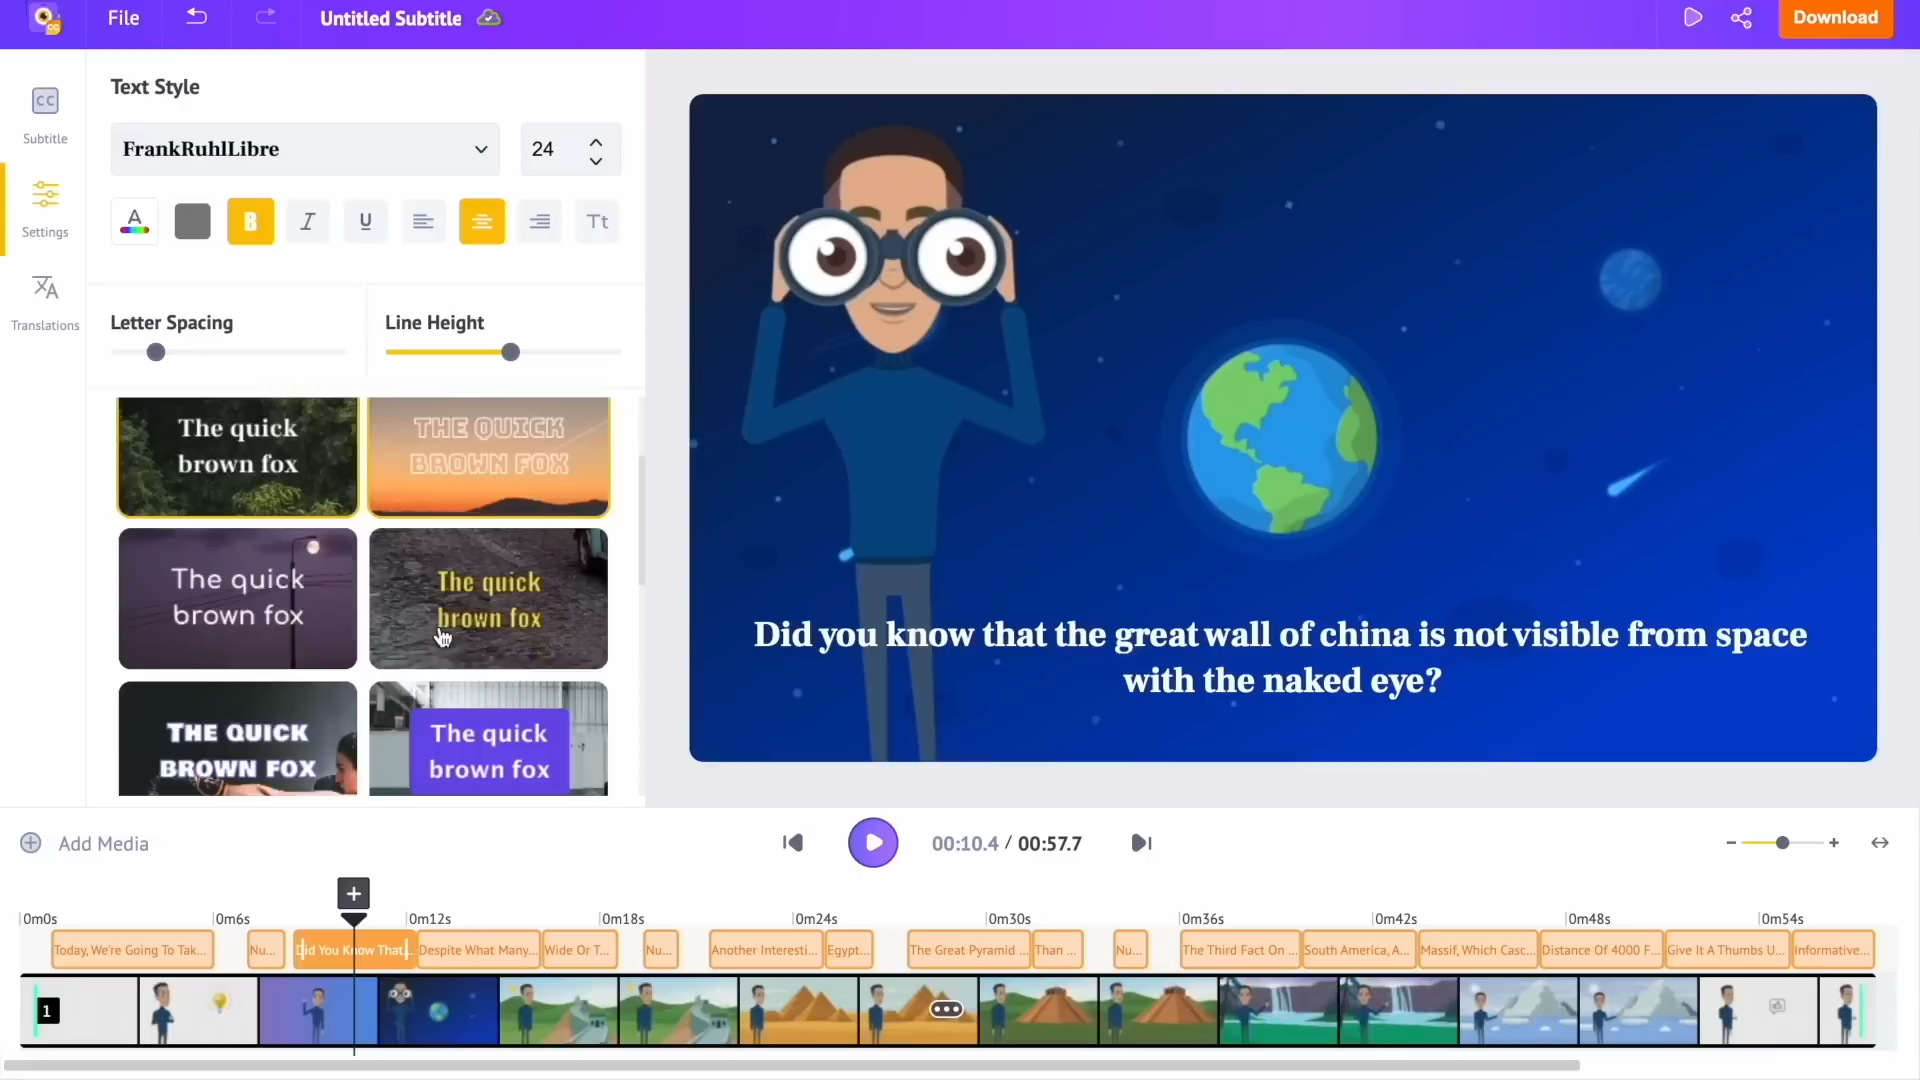 File
Untitled Subtitle
Download
CC
Subtitle
Settings
Translations
Text Style
FrankRuhlLibre
24
A
B
I
U
Tt
Letter Spacing
Line Height
The quick
brown fox
THE QUICK
BROWN FOX
The quick
brown fox
The quick
brown fox
THE QUICK
BROWN FOX
The quick
brown fox
Did you know that the great wall of china is not visible from space
with the naked eye?
Add Media
00:10.4 / 00:57.7
0m0s
0m6s
0m12s
0m18s
0m24s
0m30s
0m36s
0m42s
0m48s
0m54s
Today, We're Going To Tak...
Nu...
Did You Know That...
Despite What Many...
Wide Or T...
Nu...
Another Interesti...
Egypt...
The Great Pyramid ...
Than ...
Nu...
The Third Fact On ...
South America, A...
Massif, Which Casc...
Distance Of 4000 F...
Give It A Thumbs U...
Informative...
1